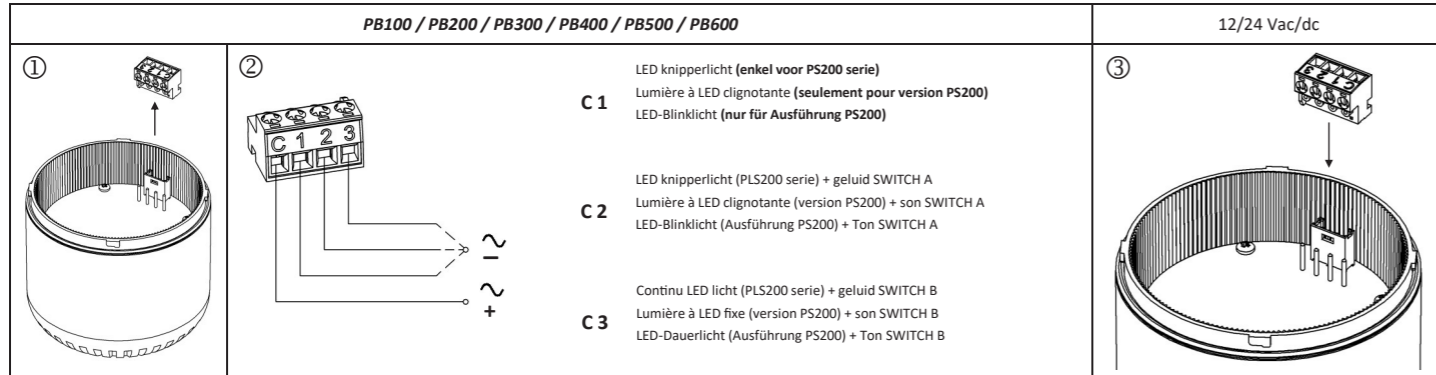 PB100 / PB200 / PB300 / PB400 / PB500 / PB600
12/24 Vac/dc
①
②
C 1 2 3
∿
−
∿
+
C 1
LED knipperlicht (enkel voor PS200 serie)
Lumière à LED clignotante (seulement pour version PS200)
LED-Blinklicht (nur für Ausführung PS200)
C 2
LED knipperlicht (PLS200 serie) + geluid SWITCH A
Lumière à LED clignotante (version PS200) + son SWITCH A
LED-Blinklicht (Ausführung PS200) + Ton SWITCH A
C 3
Continu LED licht (PLS200 serie) + geluid SWITCH B
Lumière à LED fixe (version PS200) + son SWITCH B
LED-Dauerlicht (Ausführung PS200) + Ton SWITCH B
③
C 1 2 3